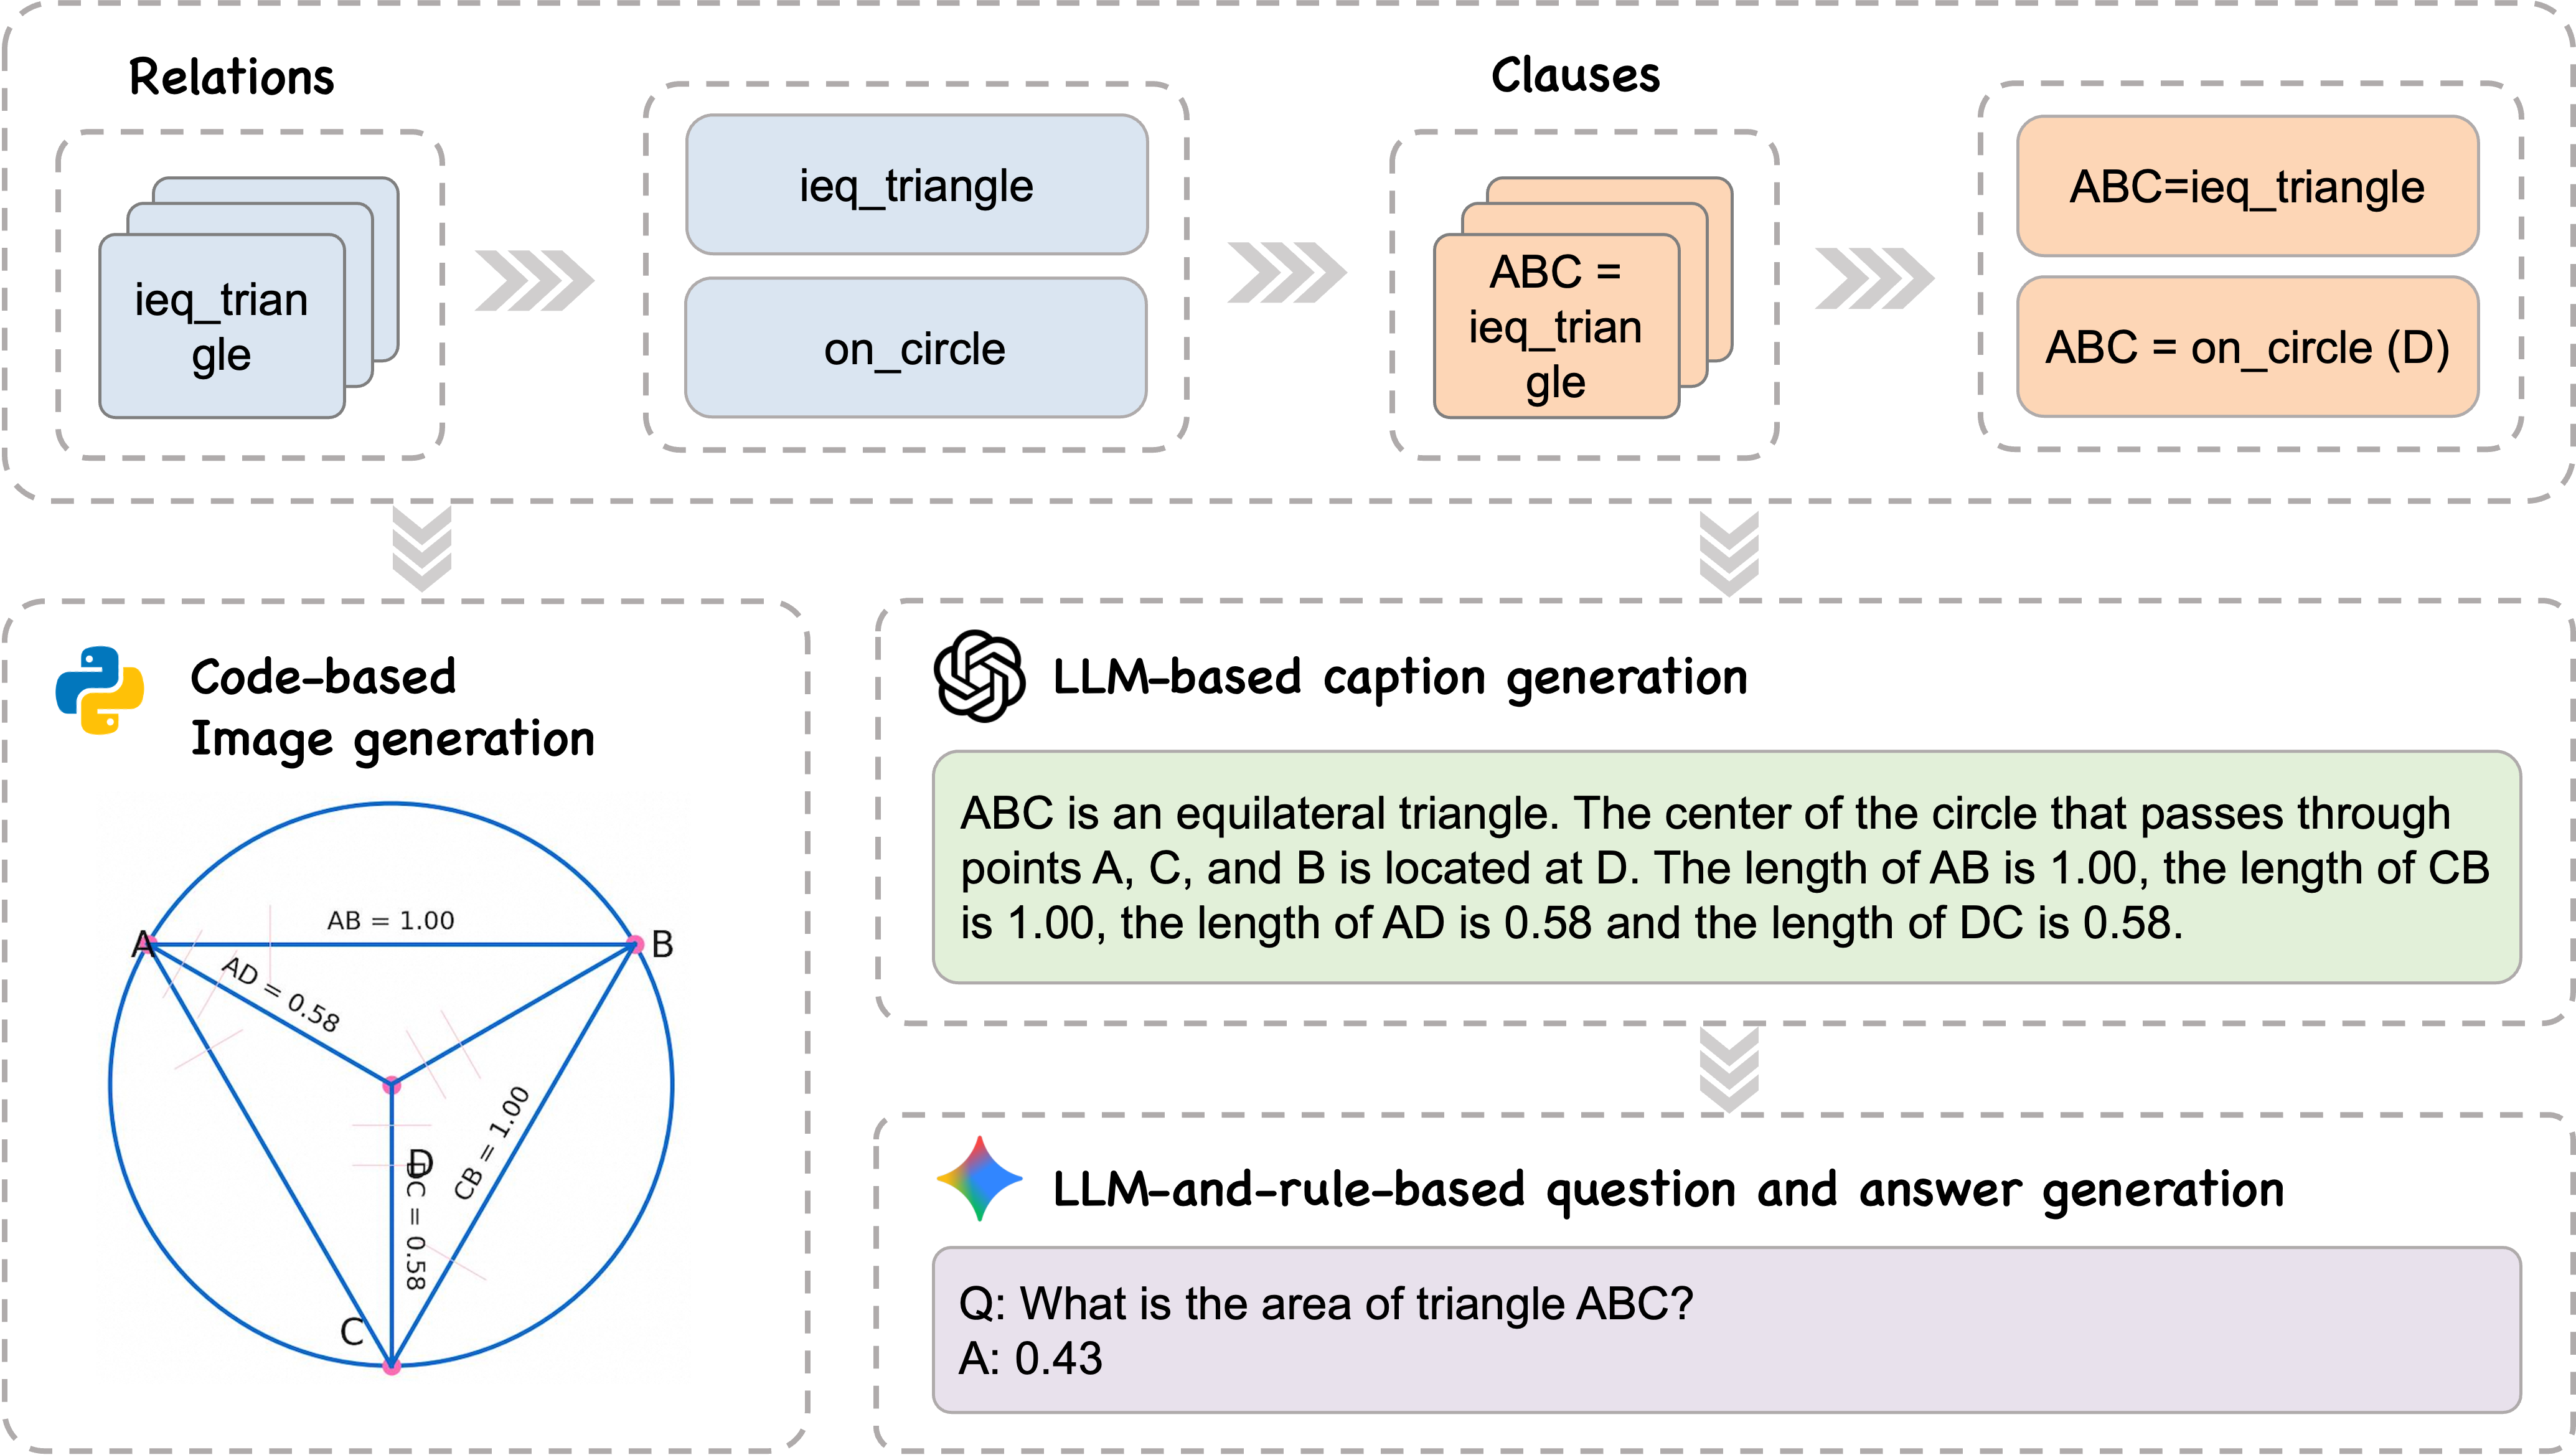 Relations
ieq_trian
gle
ieq_triangle
on_circle
Clauses
ABC =
ieq_trian
gle
ABC=ieq_triangle
ABC = on_circle (D)
Code-based
Image generation
A
AB = 1.00
B
AD = 0.58
D
DC = 0.58
CB = 1.00
C
LLM-based caption generation
ABC is an equilateral triangle. The center of the circle that passes through
points A, C, and B is located at D. The length of AB is 1.00, the length of CB
is 1.00, the length of AD is 0.58 and the length of DC is 0.58.
LLM-and-rule-based question and answer generation
Q: What is the area of triangle ABC?
A: 0.43